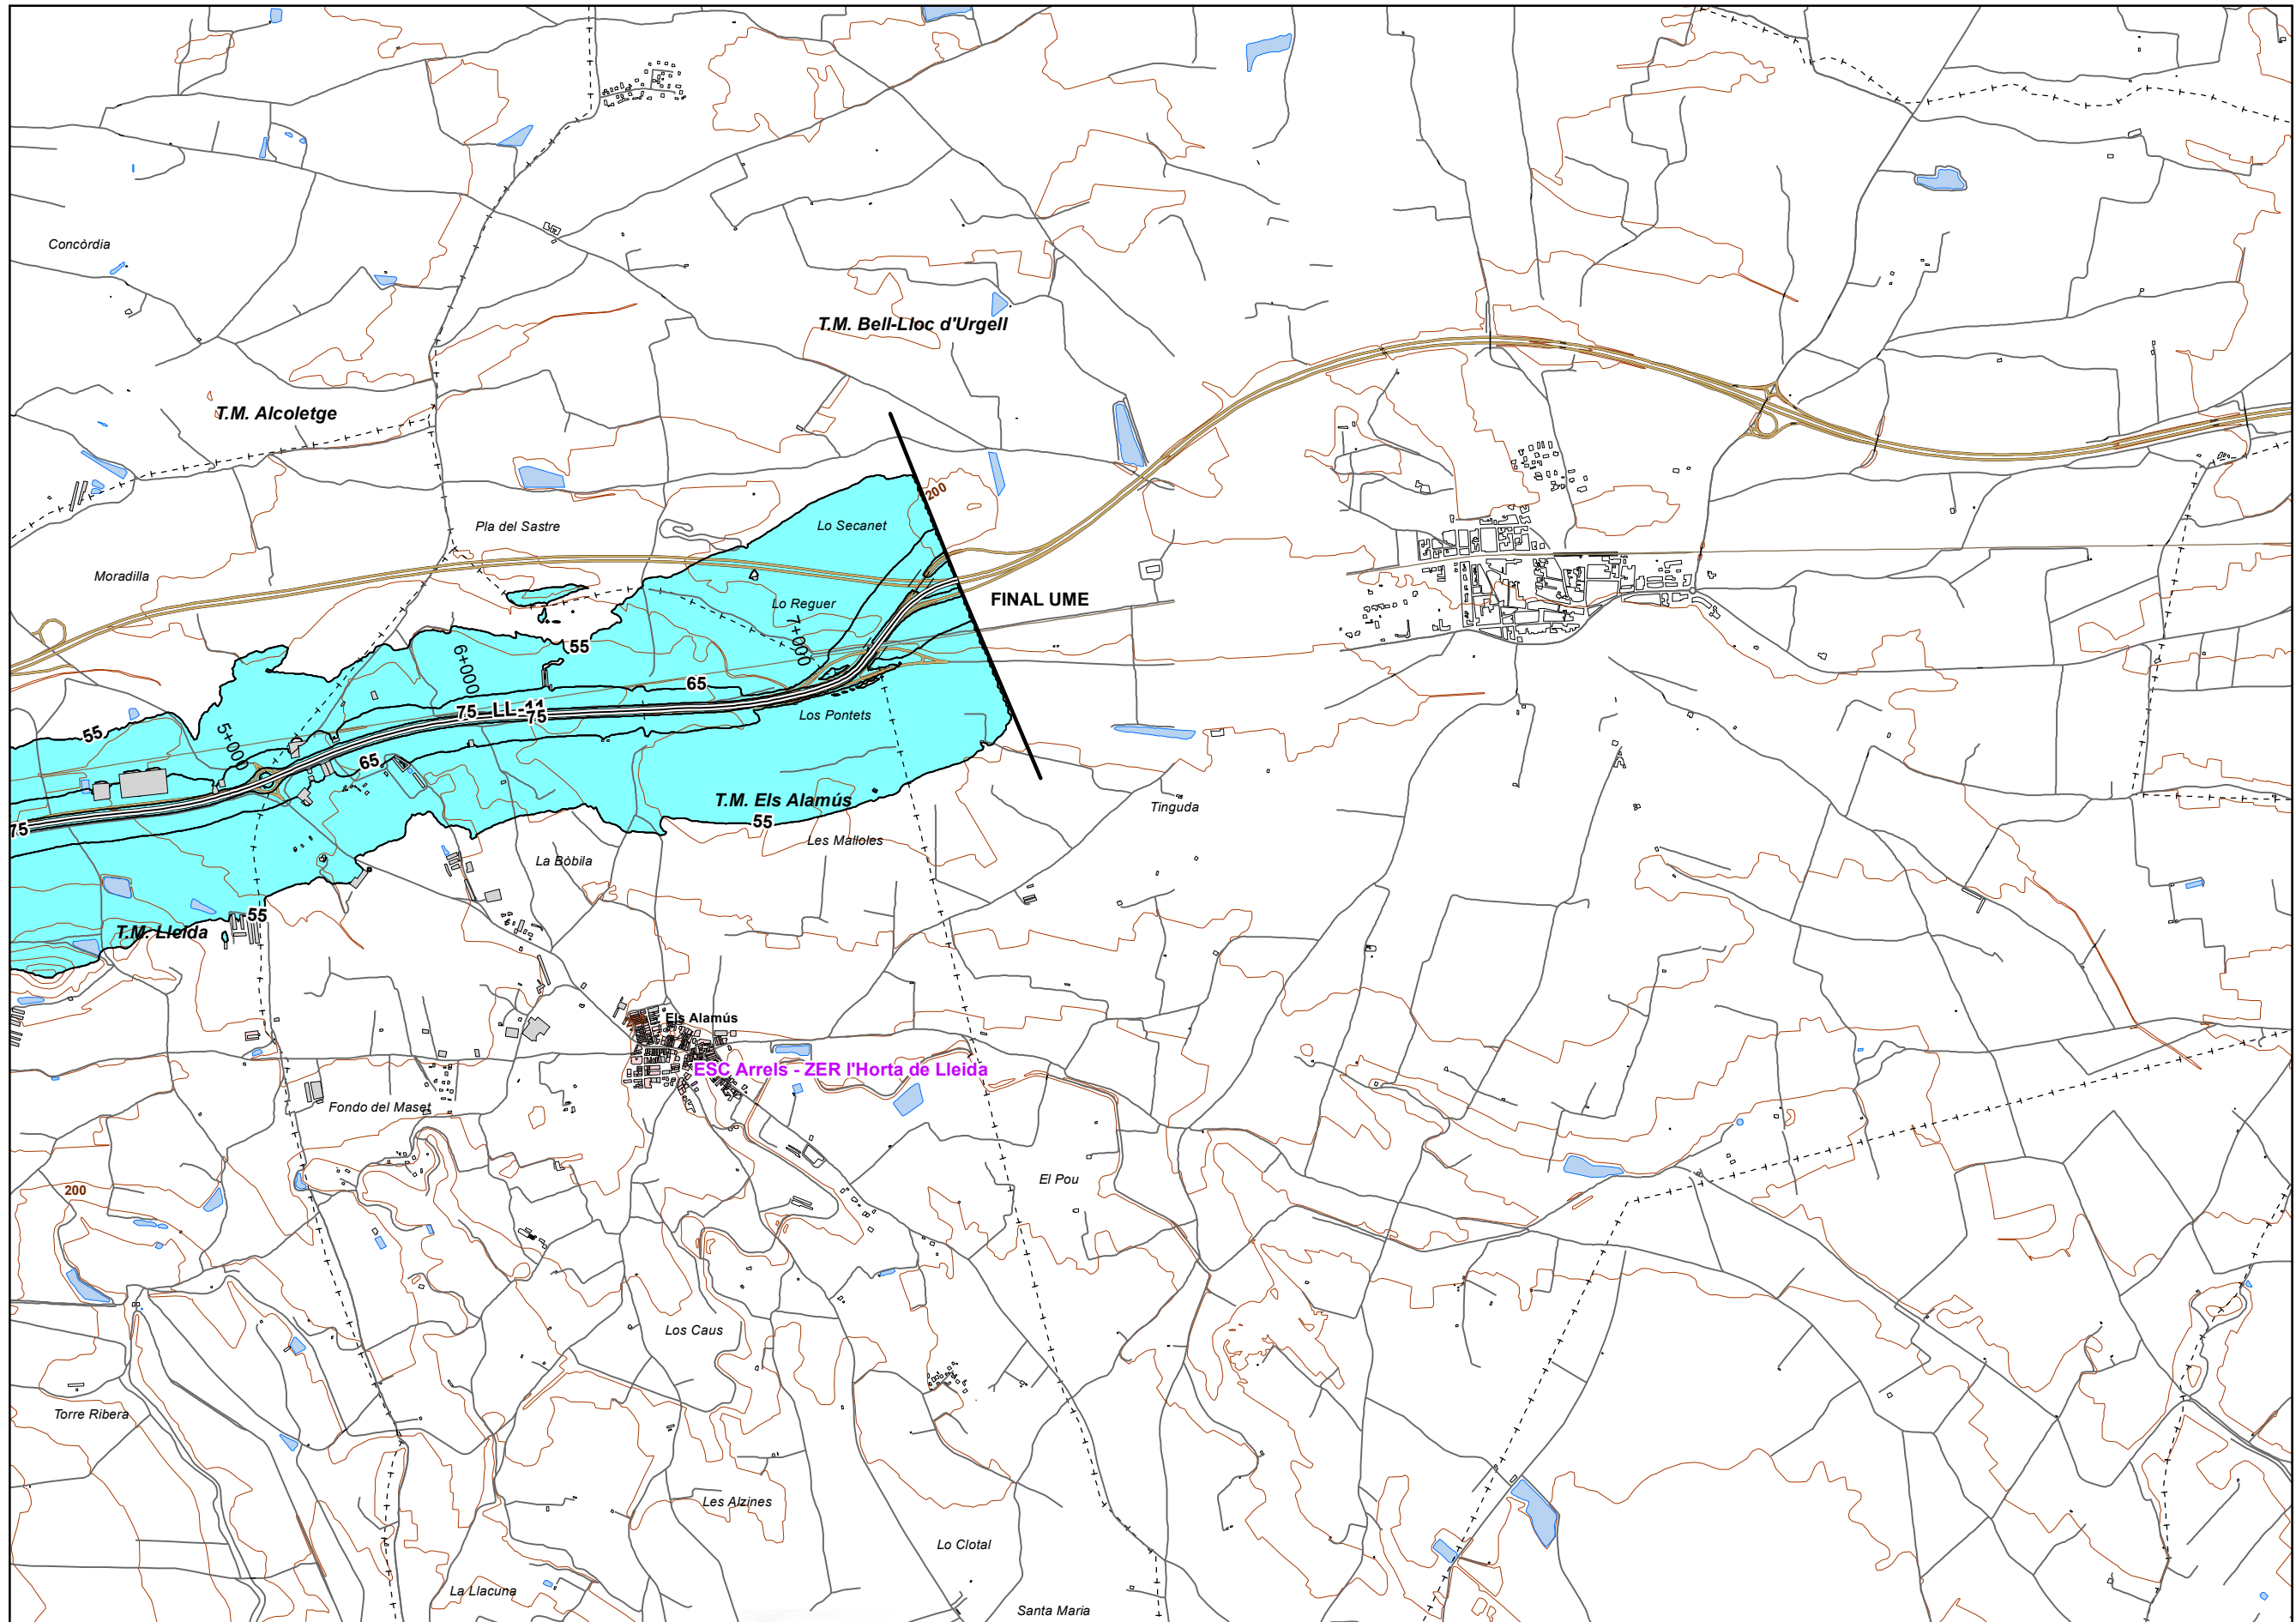 Concòrdia
T.M. Bell-Lloc d'Urgell
T.M. Alcoletge
200
Pla del Sastre
Lo Secanet
Moradilla
Lo Reguer
FINAL UME
7+000
55
6+000
65
75
LL-11
75
Los Pontets
55
5+000
65
T.M. Els Alamús
Tinguda
55
75
Les Malloles
La Bòbila
55
T.M. Lleida
Els Alamús
ESC Arrels - ZER l'Horta de Lleida
Fondo del Maset
El Pou
200
Los Caus
Torre Ribera
Les Alzines
Lo Clotal
La Llacuna
Santa Maria